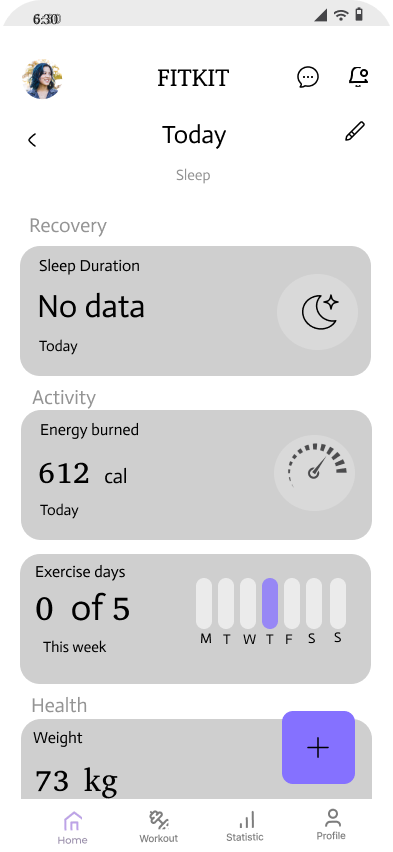 6:30
FITKIT
Today
Sleep
Recovery
Sleep Duration
No data
Today
Activity
Energy burned
612 cal
Today
Exercise days
0 of 5
This week
M T W T F S S
Health
Weight
73 kg
Home Workout Statistic Profile